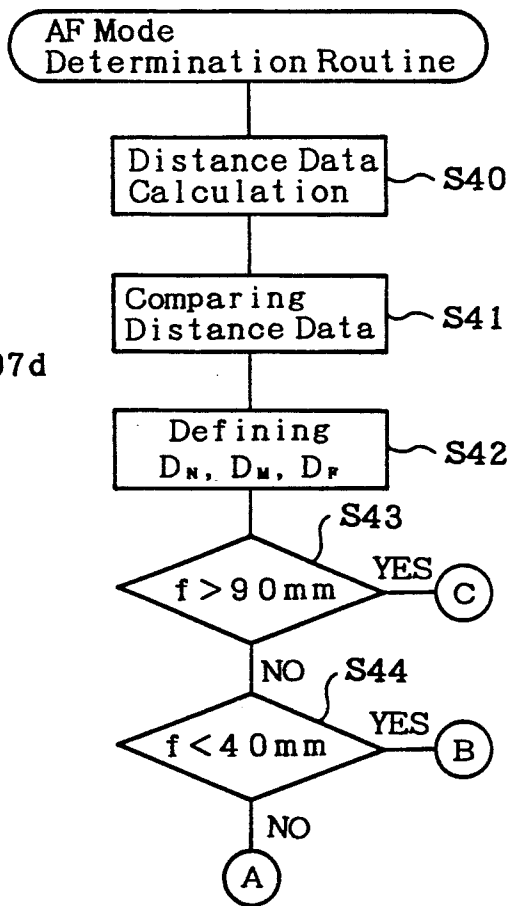 AF Mode
Determination Routine
Distance Data
Calculation
S40
Comparing
Distance Data
S41
07d
Defining
D_N, D_M, D_F
S42
S43
f>90mm
YES
C
NO
S44
f<40mm
YES
B
NO
A